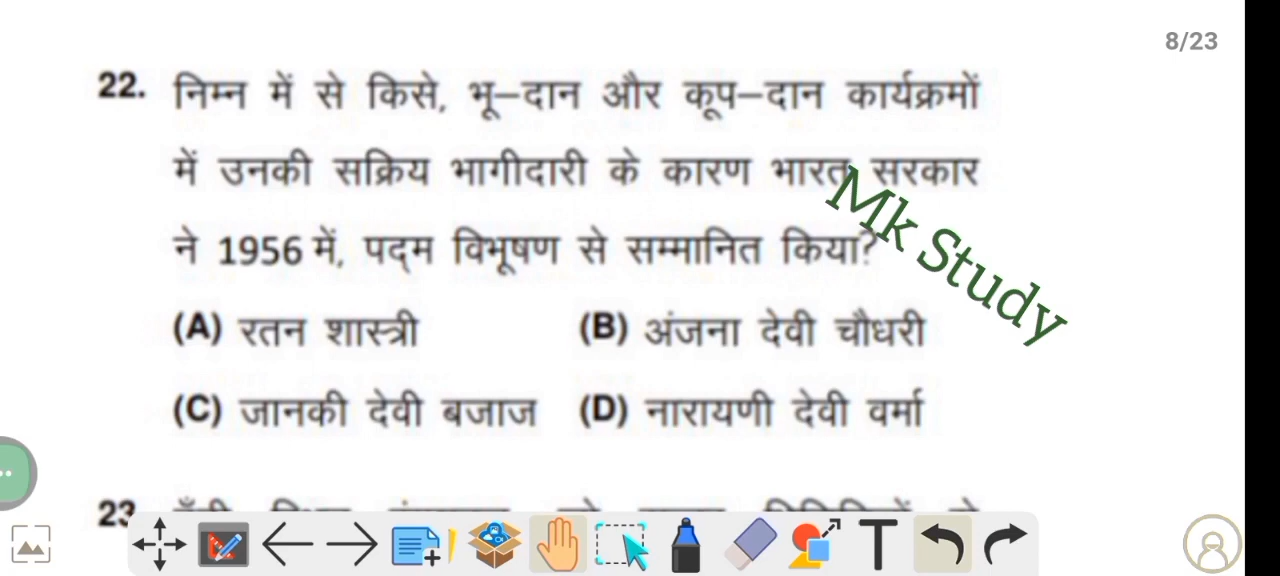 8/23
22. निम्न में से किसे, भू–दान और कूप–दान कार्यक्रमों
में उनकी सक्रिय भागीदारी के कारण भारत सरकार
ने 1956 में, पद्म विभूषण से सम्मानित किया?
Mk Study
(A) रतन शास्त्री (B) अंजना देवी चौधरी
(C) जानकी देवी बजाज (D) नारायणी देवी वर्मा
23
T